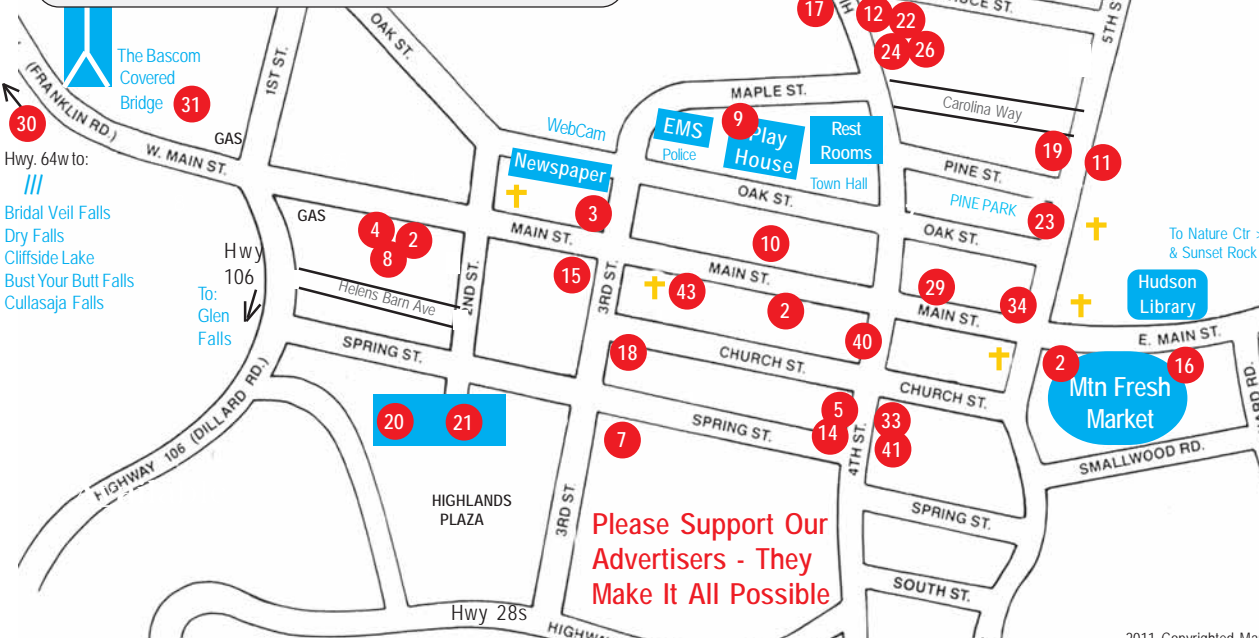 17
12
22
24
26
5TH S
OAK ST.
1ST ST.
The Bascom
Covered
Bridge
31
30
(FRANKLIN RD.)
GAS
W. MAIN ST.
Hwy. 64w to:
///
Bridal Veil Falls
Dry Falls
Cliffside Lake
Bust Your Butt Falls
Cullasaja Falls
MAPLE ST.
Carolina Way
WebCam
EMS
Police
9
Play
House
Rest
Rooms
Town Hall
Newspaper
19
11
PINE ST.
PINE PARK
23
OAK ST.
OAK ST.
3
GAS
4
2
8
MAIN ST.
10
To Nature Ctr
& Sunset Rock
Hwy
106
To:
Glen
Falls
Helens Barn Ave
2ND ST.
15
3RD ST.
MAIN ST.
43
2
29
MAIN ST.
34
Hudson
Library
E. MAIN ST.
SPRING ST.
18
CHURCH ST.
40
2
16
Mtn Fresh
Market
CHURCH ST.
HIGHWAY 106 (DILLARD RD.)
20
21
7
SPRING ST.
5
14
4TH ST.
33
41
SMALLWOOD RD.
HIGHLANDS
PLAZA
3RD ST.
Please Support Our
Advertisers - They
Make It All Possible
SPRING ST.
SOUTH ST.
Hwy 28s